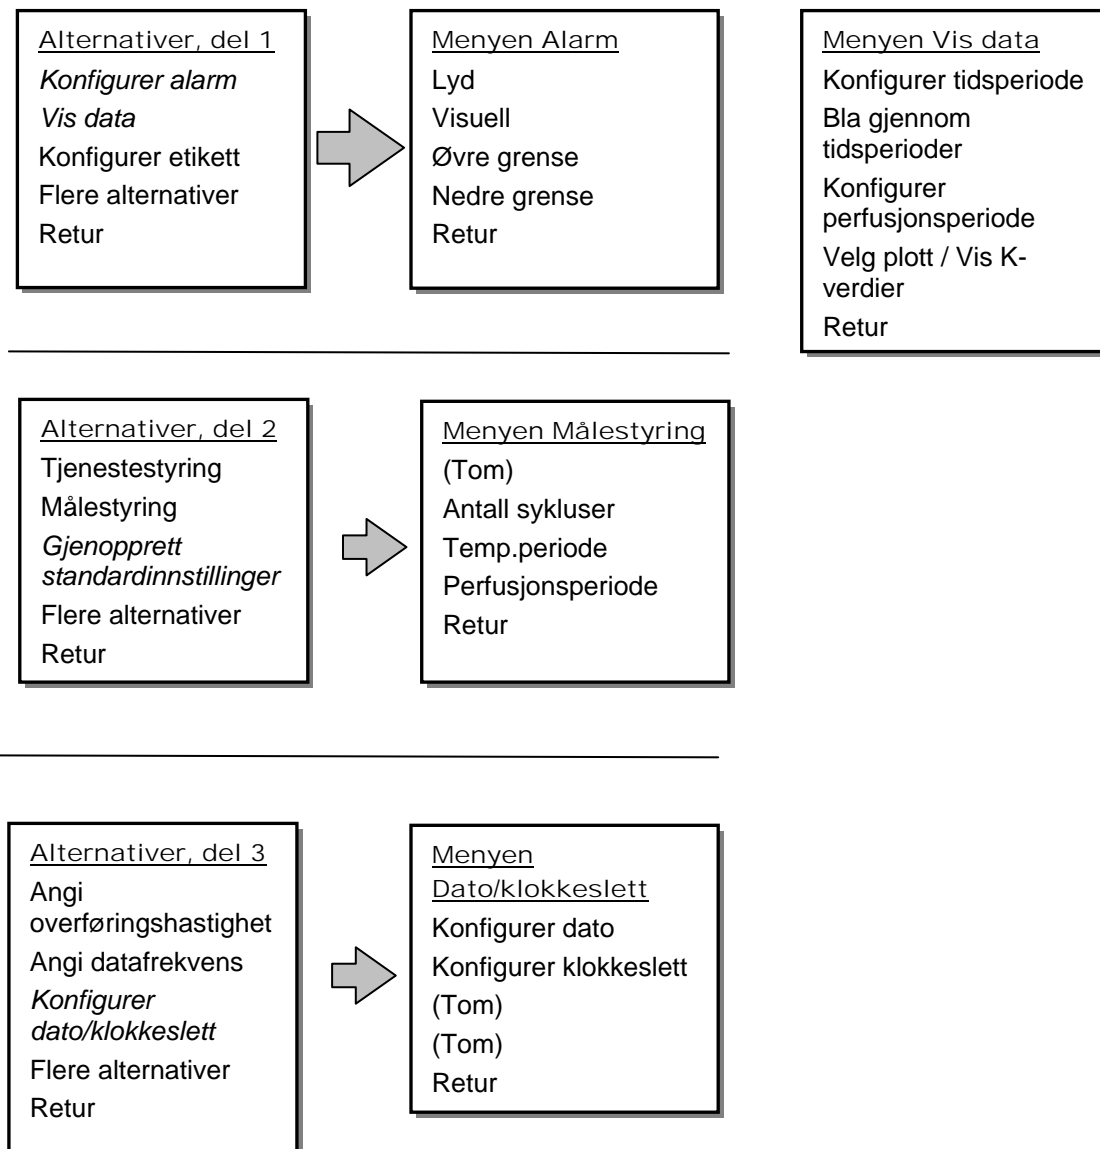 Alternativer, del 1
Konfigurer alarm
Vis data
Konfigurer etikett
Flere alternativer
Retur
Menyen Alarm
Lyd
Visuell
Øvre grense
Nedre grense
Retur
Menyen Vis data
Konfigurer tidsperiode
Bla gjennom
tidsperioder
Konfigurer
perfusjonsperiode
Velg plott / Vis K-
verdier
Retur
Alternativer, del 2
Tjenestestyring
Målestyring
Gjenopprett
standardinnstillinger
Flere alternativer
Retur
Menyen Målestyring
(Tom)
Antall sykluser
Temp.periode
Perfusjonsperiode
Retur
Alternativer, del 3
Angi
overføringshastighet
Angi datafrekvens
Konfigurer
dato/klokkeslett
Flere alternativer
Retur
Menyen
Dato/klokkeslett
Konfigurer dato
Konfigurer klokkeslett
(Tom)
(Tom)
Retur